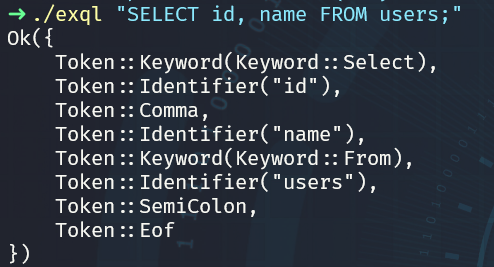 ➜ ./exql "SELECT id, name FROM users;"
Ok({
    Token::Keyword(Keyword::Select),
    Token::Identifier("id"),
    Token::Comma,
    Token::Identifier("name"),
    Token::Keyword(Keyword::From),
    Token::Identifier("users"),
    Token::SemiColon,
    Token::Eof
})